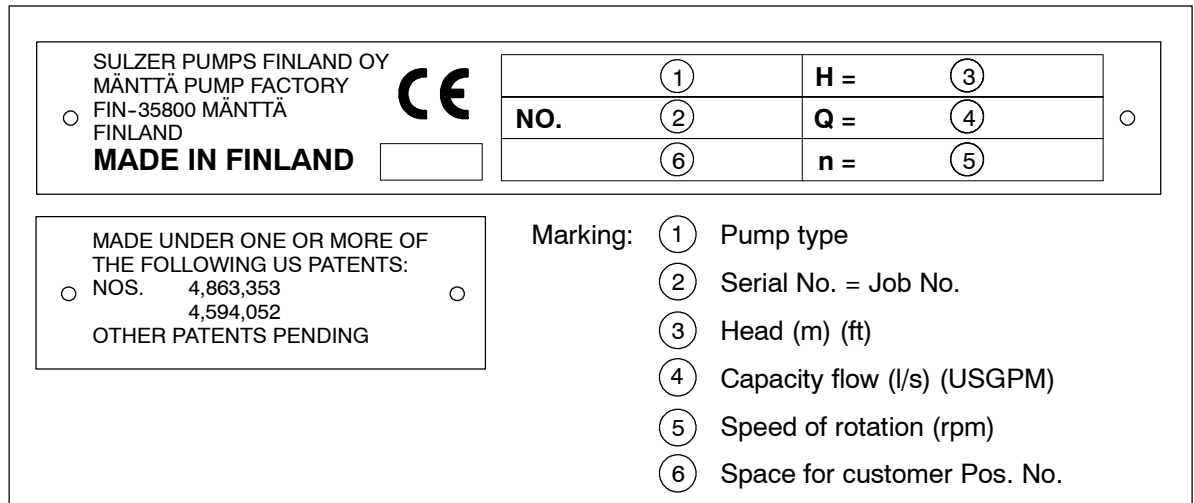 SULZER PUMPS FINLAND OY
MÄNTTÄ PUMP FACTORY
FIN-35800 MÄNTTÄ
FINLAND
MADE IN FINLAND
CE
1 H = 3
NO. 2 Q = 4
6 n = 5
MADE UNDER ONE OR MORE OF
THE FOLLOWING US PATENTS:
NOS. 4,863,353
4,594,052
OTHER PATENTS PENDING
Marking: 1 Pump type
2 Serial No. = Job No.
3 Head (m) (ft)
4 Capacity flow (l/s) (USGPM)
5 Speed of rotation (rpm)
6 Space for customer Pos. No.